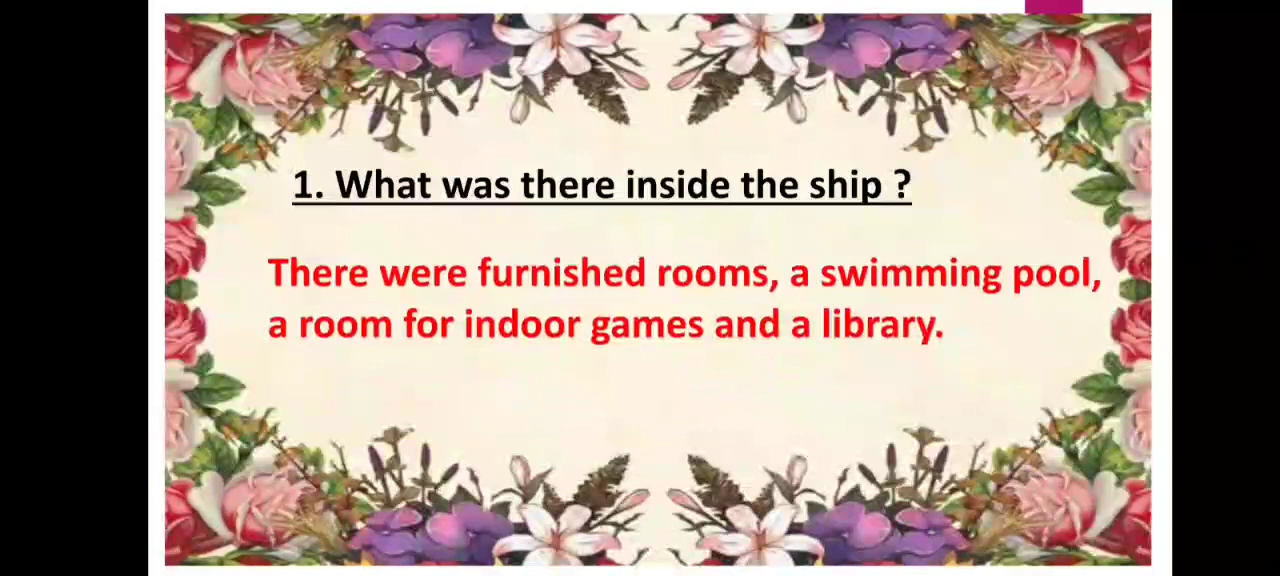 1. What was there inside the ship ?
There were furnished rooms, a swimming pool,
a room for indoor games and a library.